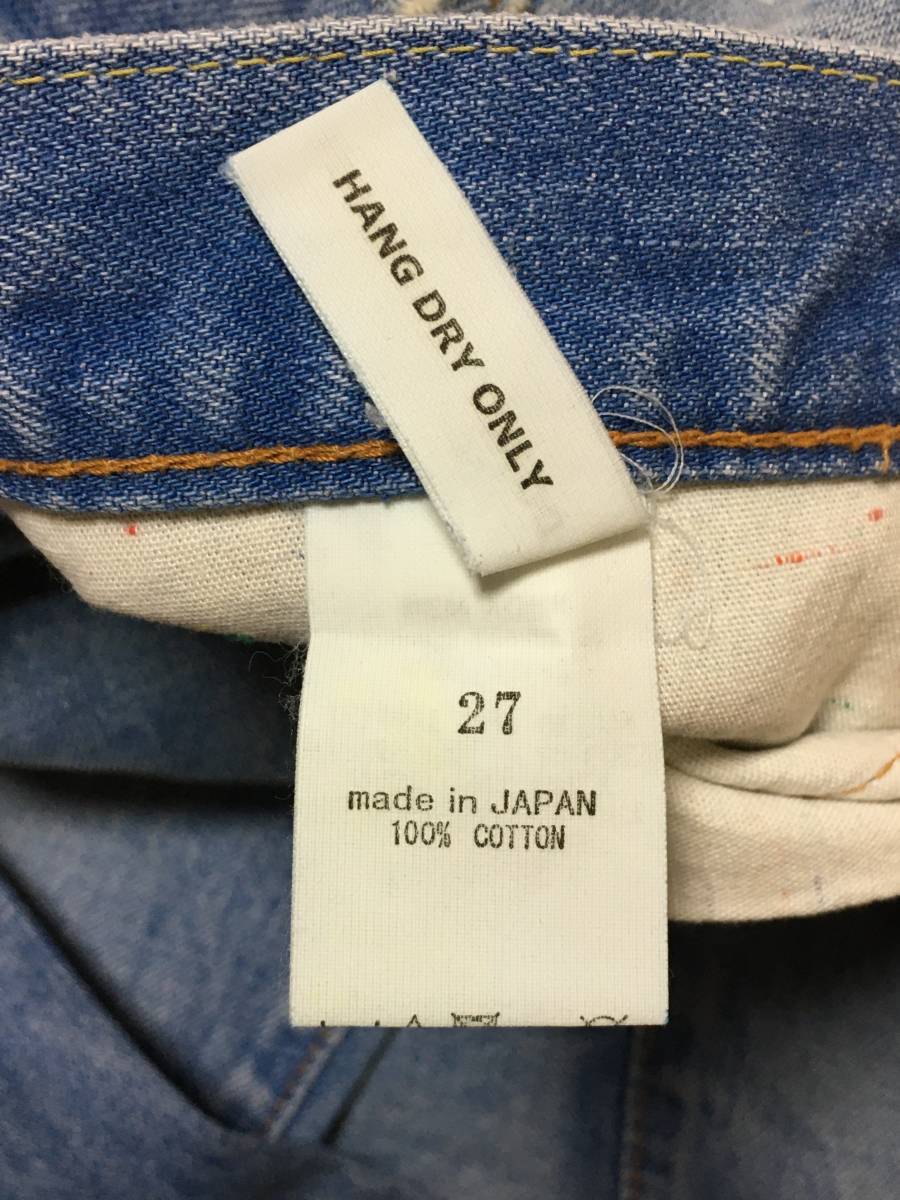 HANG DRY ONLY
27
made in JAPAN
100% COTTON